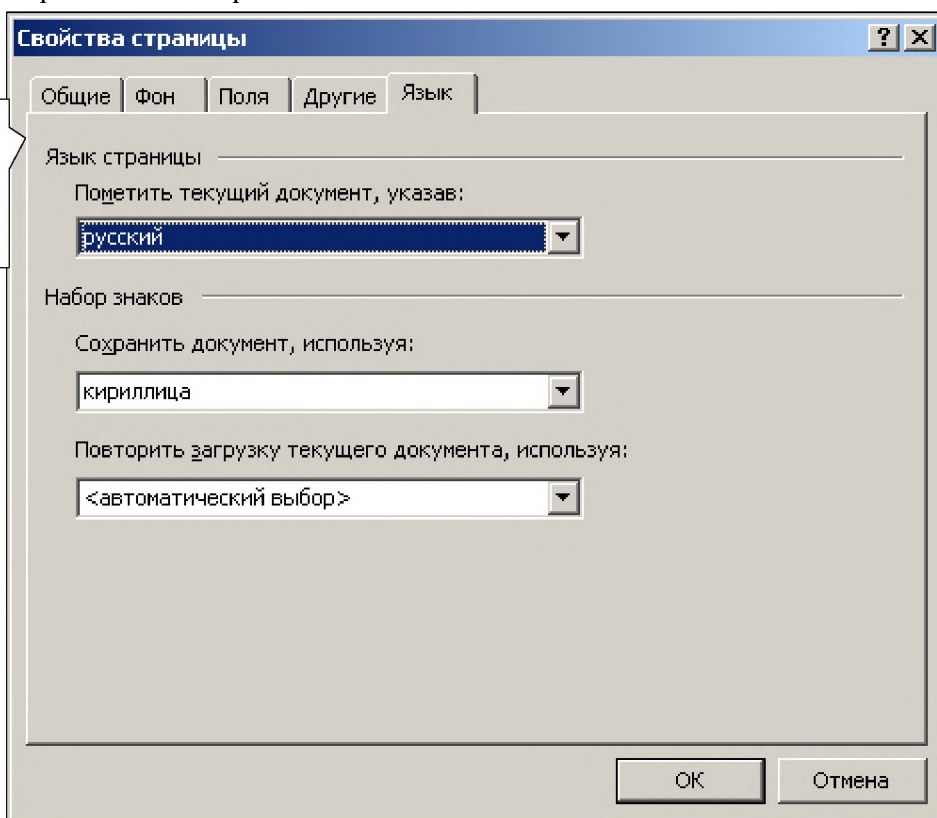 Свойства страницы
Общие Фон Поля Другие Язык
Язык страницы
Пометить текущий документ, указав:
русский
Набор знаков
Сохранить документ, используя:
кириллица
Повторить загрузку текущего документа, используя:
<автоматический выбор>
ОК Отмена